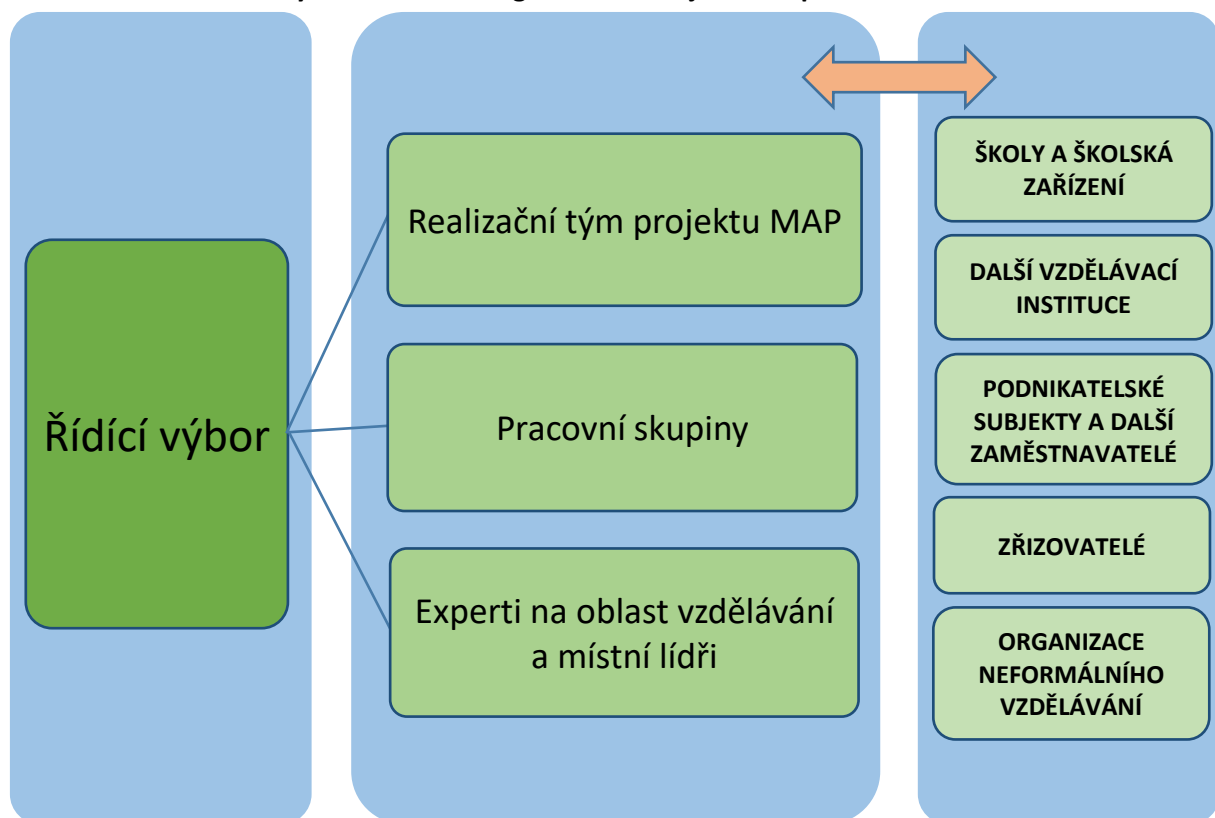 Řídící výbor
Realizační tým projektu MAP
Pracovní skupiny
Experti na oblast vzdělávání
a místní lídři
ŠKOLY A ŠKOLSKÁ
ZAŘÍZENÍ
DALŠÍ VZDĚLÁVACÍ
INSTITUCE
PODNIKATELSKÉ
SUBJEKTY A DALŠÍ
ZAMĚSTNAVATELÉ
ZŘIZOVATELÉ
ORGANIZACE
NEFORMÁLNÍHO
VZDĚLÁVÁNÍ